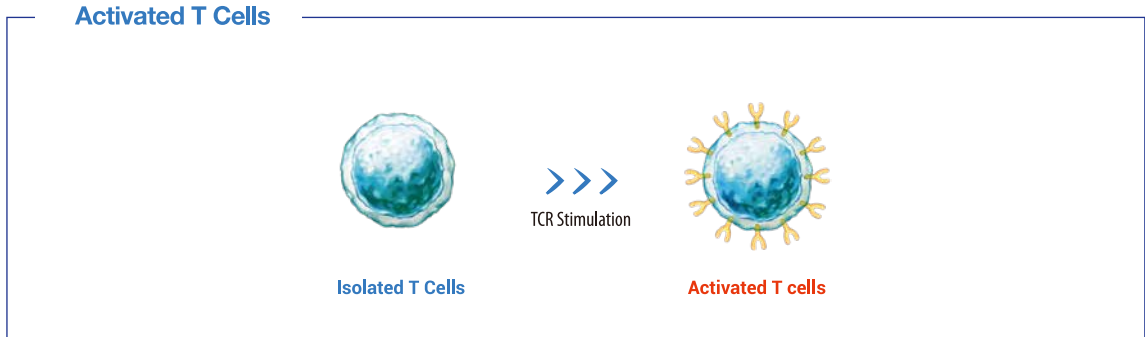 Activated T Cells
TCR Stimulation
Isolated T Cells
Activated T cells